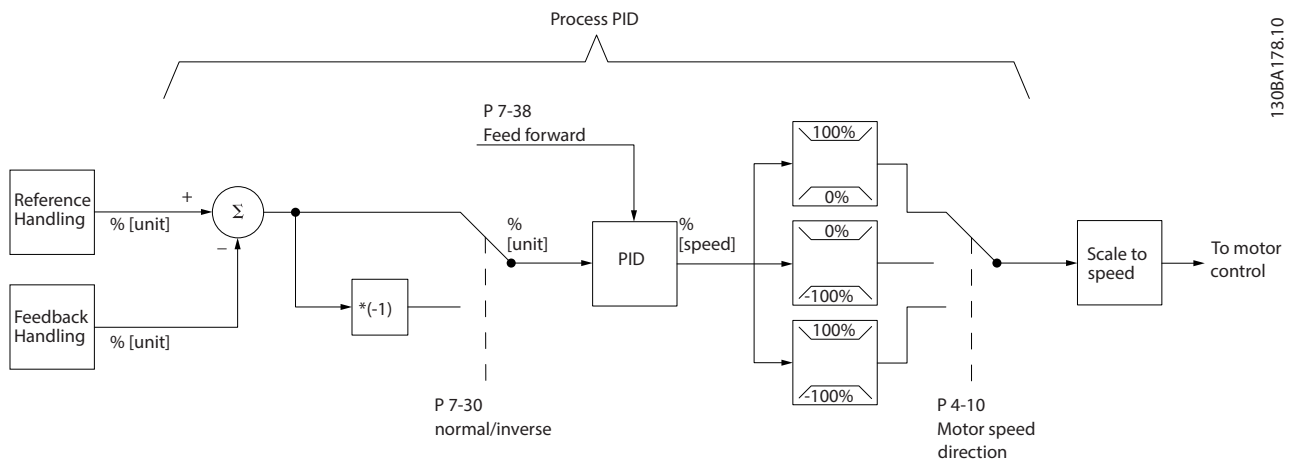 Process PID
130BA178.10
P 7-38
Feed forward
100%
0%
Reference
Handling
+
% [unit]
Σ
_
%
[unit]
PID
%
[speed]
0%
-100%
Scale to
speed
To motor
control
Feedback
Handling
% [unit]
*(-1)
100%
-100%
P 7-30
normal/inverse
P 4-10
Motor speed
direction